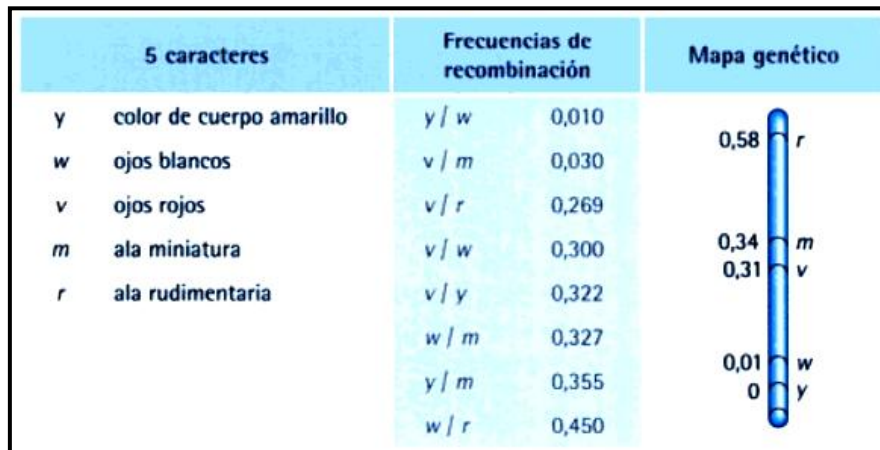 5 caracteres
Frecuencias de
recombinación
Mapa genético
y color de cuerpo amarillo
w ojos blancos
v ojos rojos
m ala miniatura
r ala rudimentaria
y / w 0,010
v / m 0,030
v / r 0,269
v / w 0,300
v / y 0,322
w / m 0,327
y / m 0,355
w / r 0,450
0,58 r
0,34 m
0,31 v
0,01 w
0 y